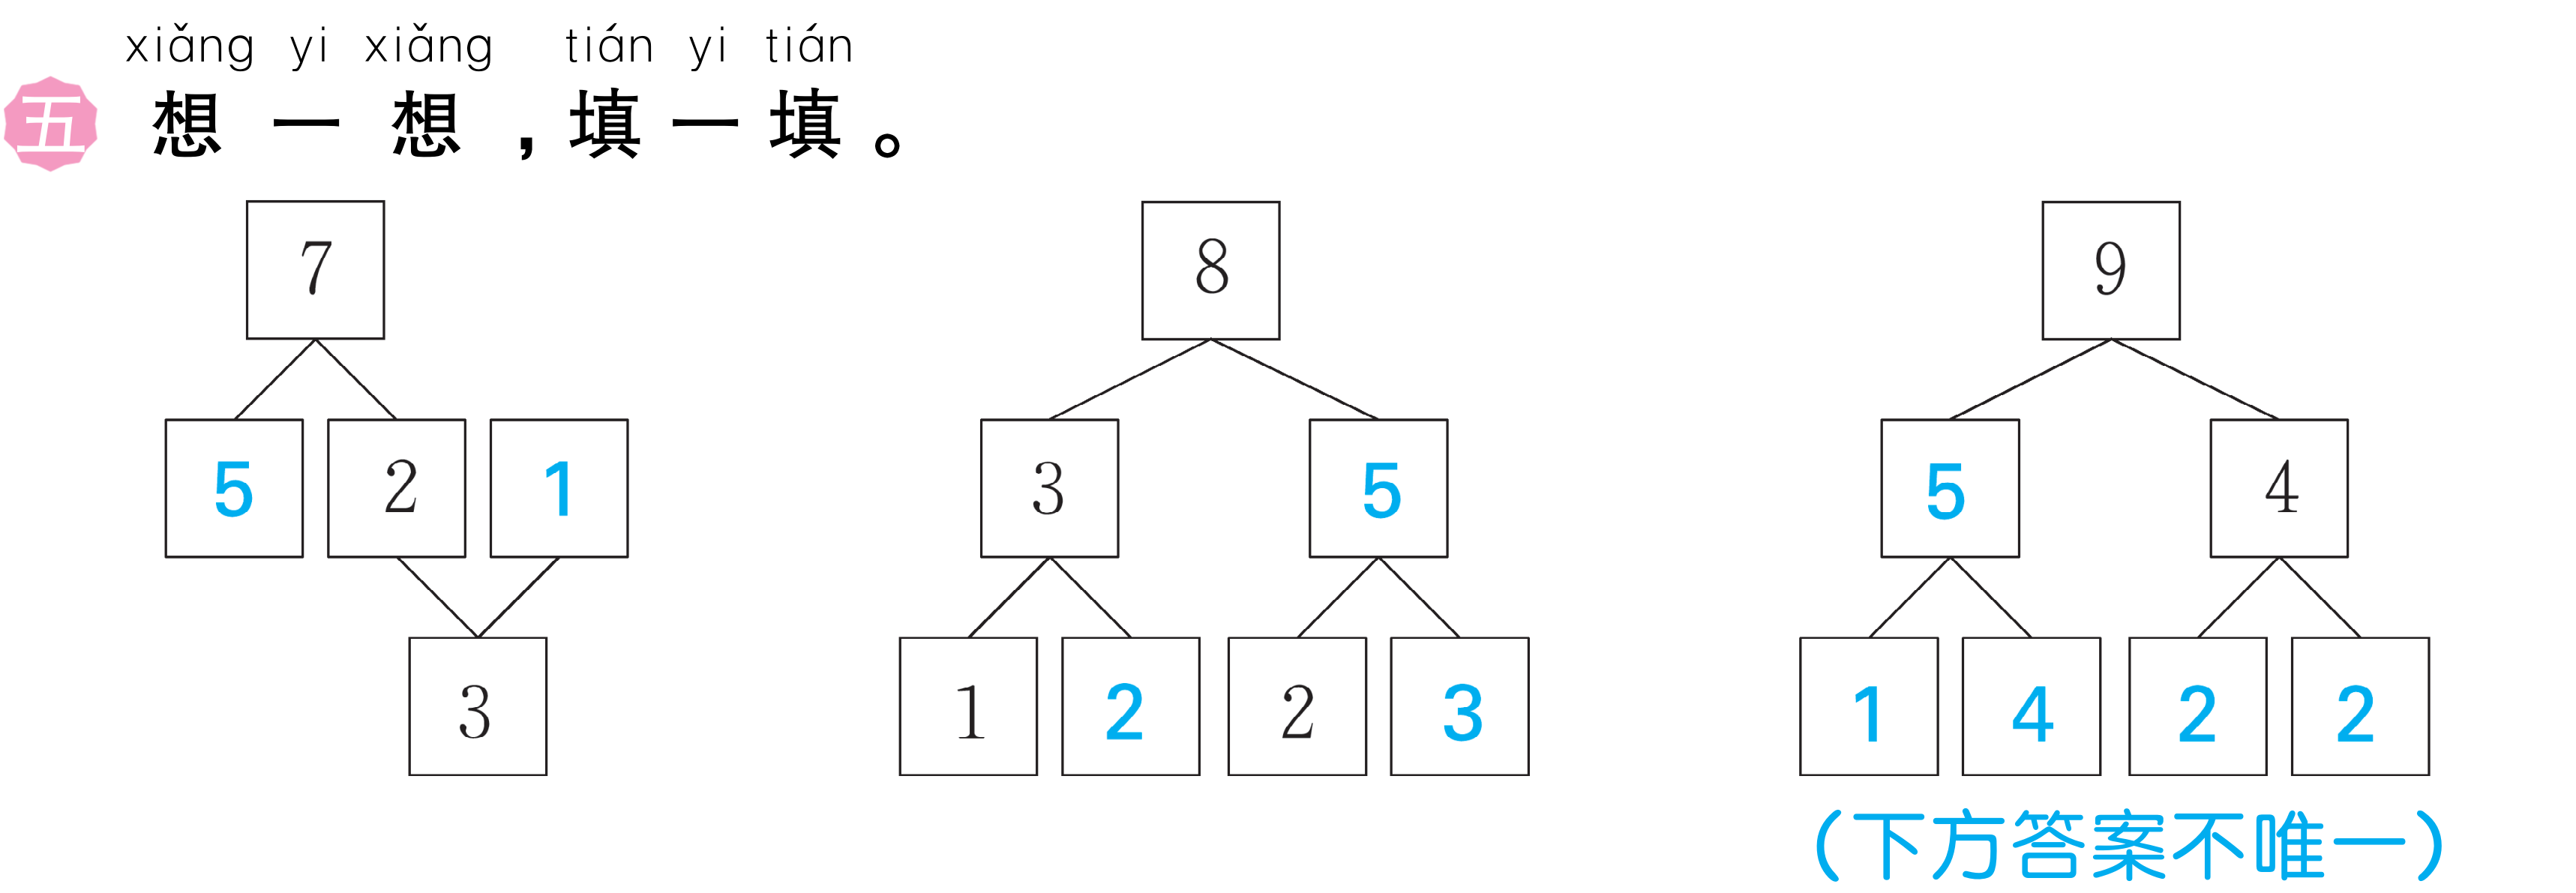 xiǎng yi xiǎng tián yi tián
五 想一想，填一填。
7 8 9
5 2 1 3 5 5 4
3 1 2 2 3 1 4 2 2
（下方答案不唯一）